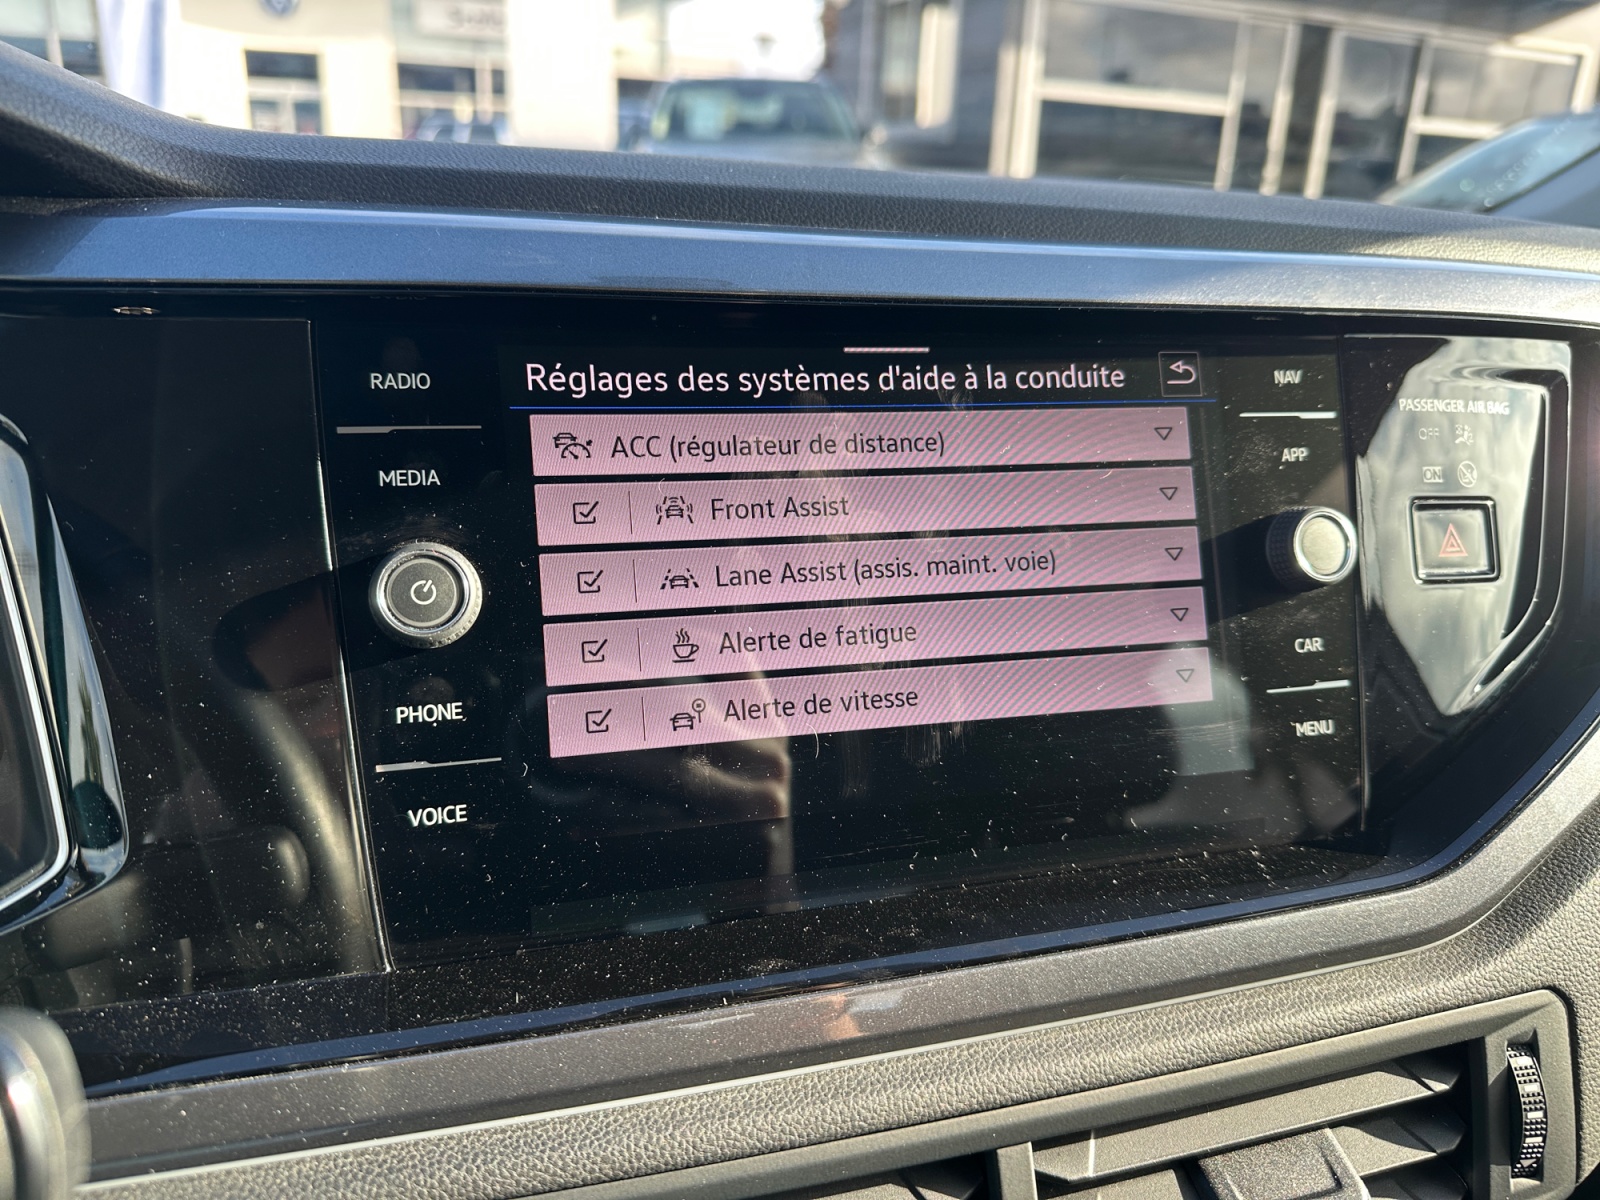 RADIO
MEDIA
PHONE
VOICE
Réglages des systèmes d'aide à la conduite
ACC (régulateur de distance)
Front Assist
Lane Assist (assis. maint. voie)
Alerte de fatigue
Alerte de vitesse
NAV
APP
CAR
MENU
PASSENGER AIR BAG
OFF
ON